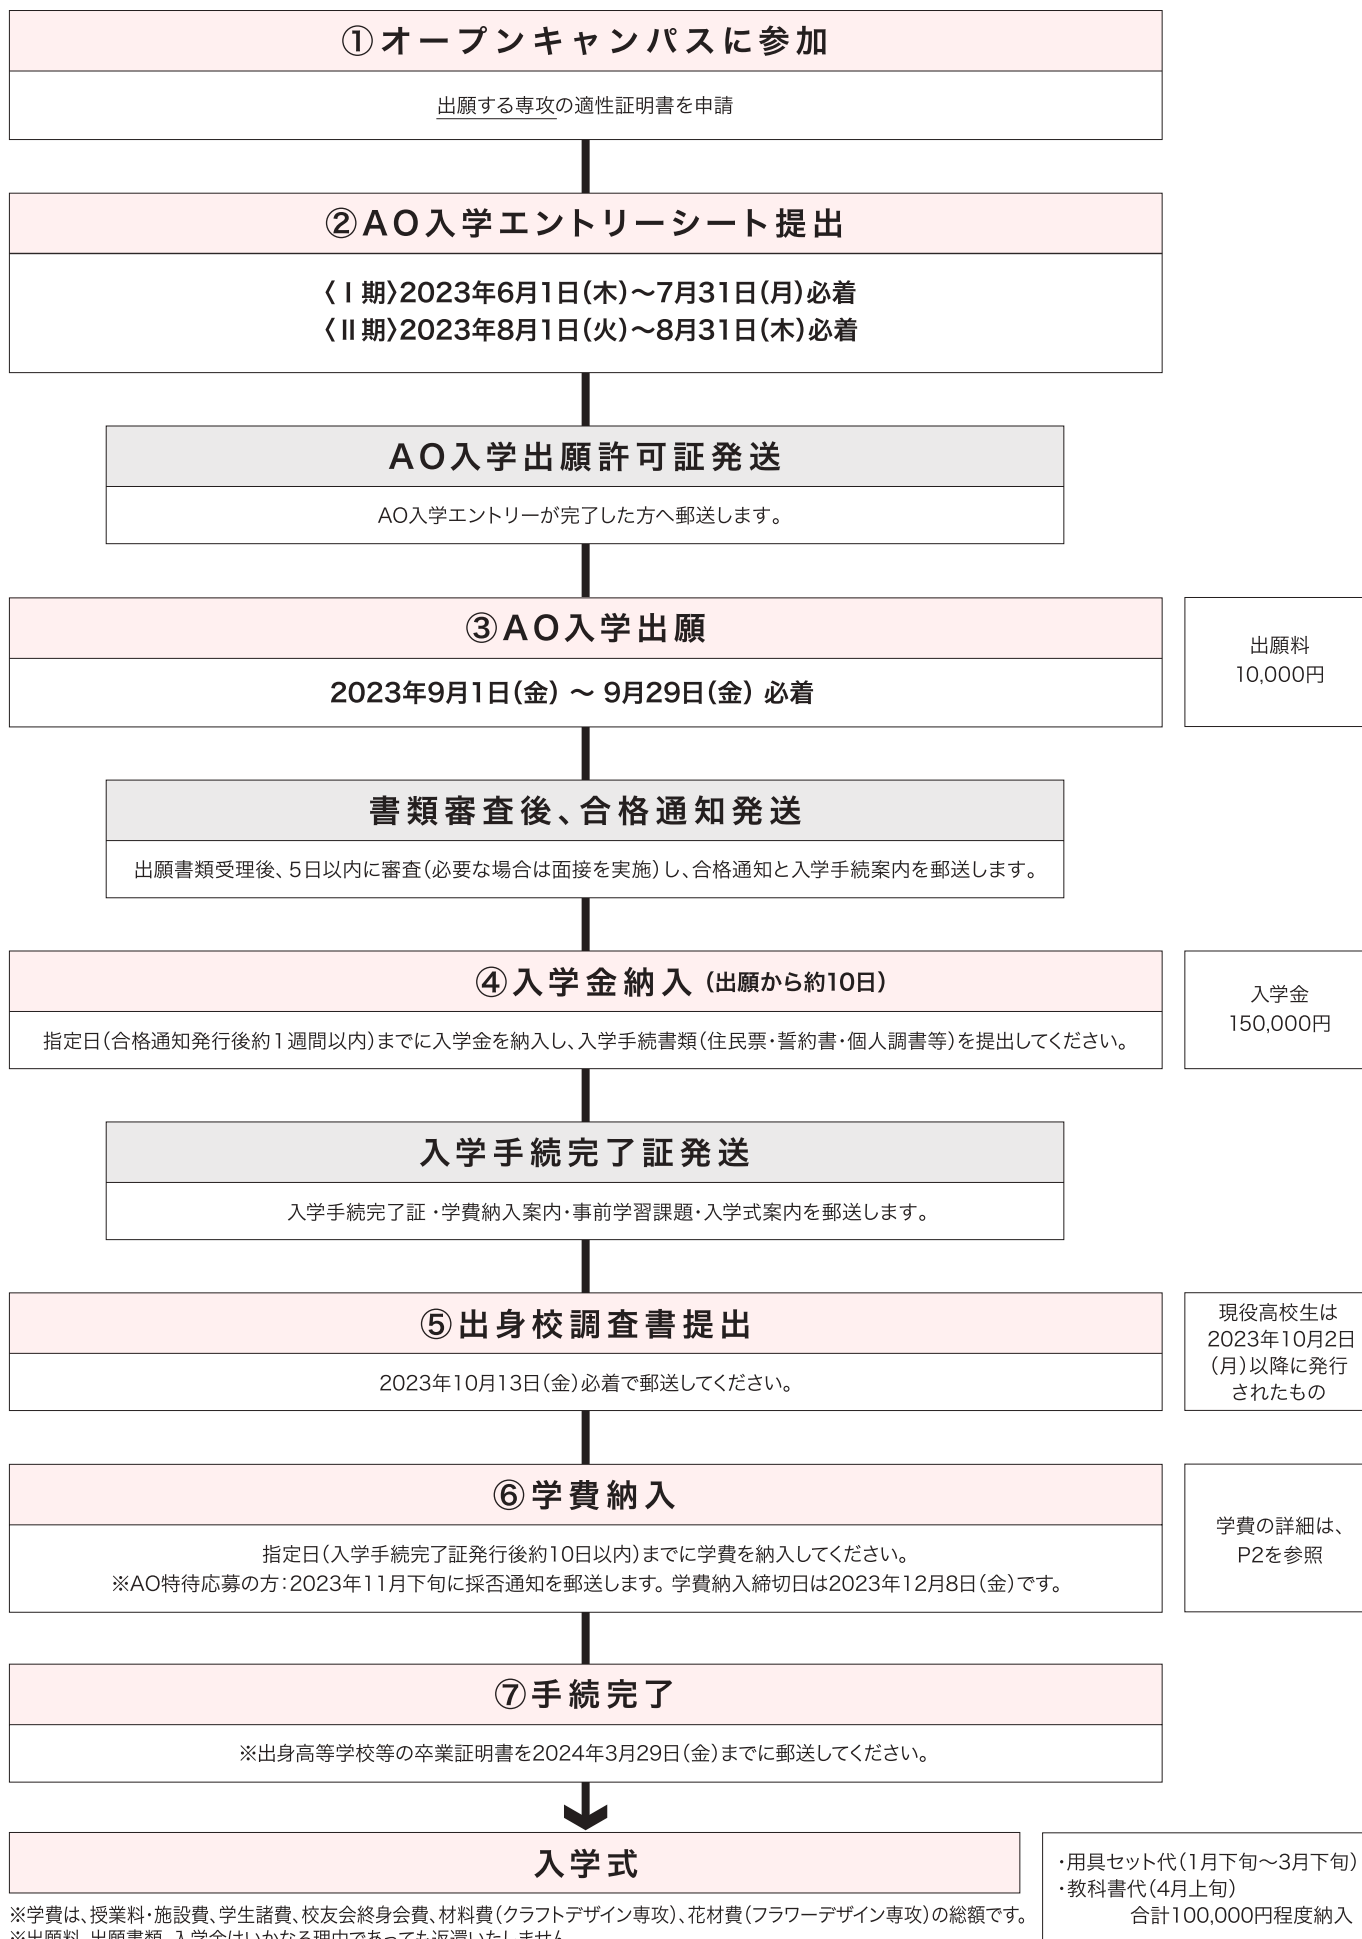 ①オープンキャンパスに参加
出願する専攻の適性証明書を申請
②AO入学エントリーシート提出
〈Ⅰ期〉2023年6月1日（木）〜7月31日（月）必着
〈Ⅱ期〉2023年8月1日（火）〜8月31日（木）必着
AO入学出願許可証発送
AO入学エントリーが完了した方へ郵送します。
③AO入学出願
2023年9月1日（金）〜 9月29日（金） 必着
出願料
10,000円
書類審査後、合格通知発送
出願書類受理後、5日以内に審査（必要な場合は面接を実施）し、合格通知と入学手続案内を郵送します。
④入学金納入（出願から約10日）
指定日（合格通知発行後約1週間以内）までに入学金を納入し、入学手続書類（住民票・誓約書・個人調書等）を提出してください。
入学金
150,000円
入学手続完了証発送
入学手続完了証・学費納入案内・事前学習課題・入学式案内を郵送します。
⑤出身校調査書提出
2023年10月13日（金）必着で郵送してください。
現役高校生は
2023年10月2日
（月）以降に発行
されたもの
⑥学費納入
指定日（入学手続完了証発行後約10日以内）までに学費を納入してください。
※AO特待応募の方：2023年11月下旬に採否通知を郵送します。学費納入締切日は2023年12月8日（金）です。
学費の詳細は、
P2を参照
⑦手続完了
※出身高等学校等の卒業証明書を2024年3月29日（金）までに郵送してください。
入学式
・用具セット代（1月下旬〜3月下旬）
・教科書代（4月上旬）
合計100,000円程度納入
※学費は、授業料・施設費、学生諸費、校友会終身会費、材料費（クラフトデザイン専攻）、花材費（フラワーデザイン専攻）の総額です。
※出願料、出願書類、入学金はいかなる理由であっても返還いたしません